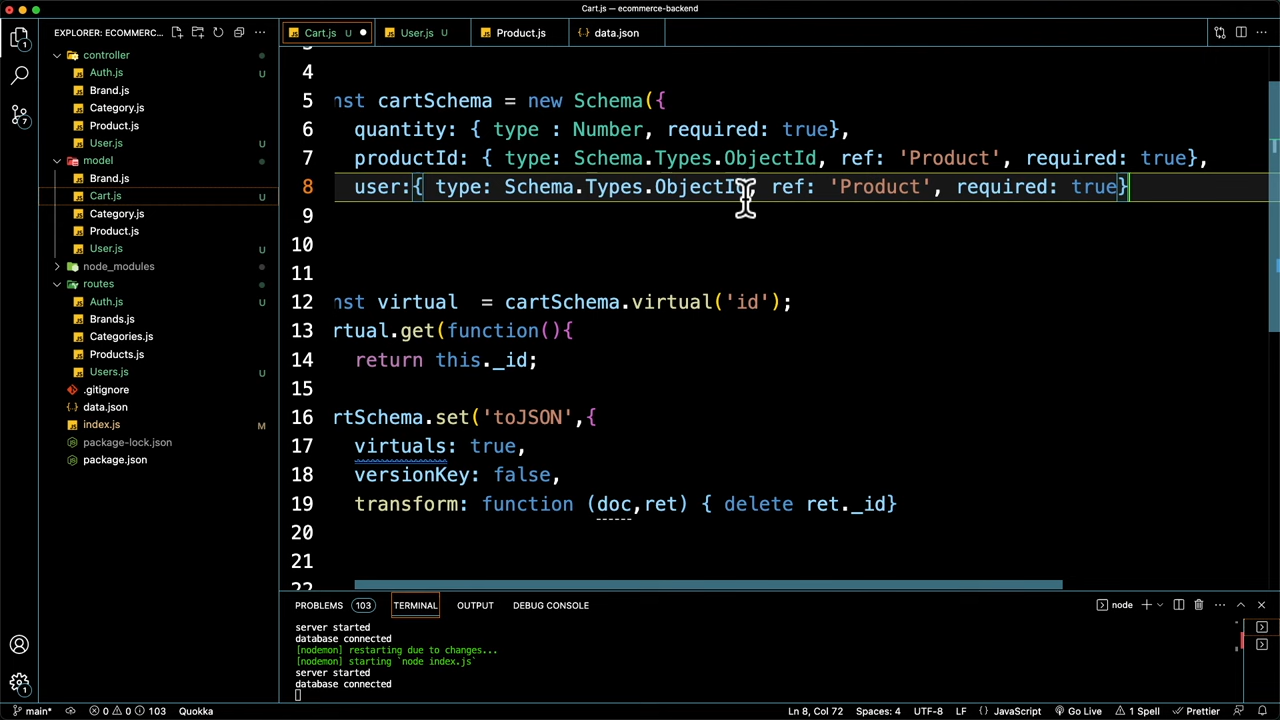 Cart.js — ecommerce-backend
EXPLORER: ECOMMERC...
Cart.js U
User.js U
Product.js
{..} data.json
controller
Auth.js U
Brand.js
Category.js
Product.js
User.js U
model
Brand.js
Cart.js U
Category.js
Product.js
User.js U
node_modules
routes
Auth.js U
Brands.js
Categories.js
Products.js
Users.js U
.gitignore
data.json
index.js M
package-lock.json
package.json
4
5 nst cartSchema = new Schema({
6 quantity: { type : Number, required: true},
7 productId: { type: Schema.Types.ObjectId, ref: 'Product', required: true},
8 user:{ type: Schema.Types.ObjectId, ref: 'Product', required: true}
9
10
11
12 nst virtual  = cartSchema.virtual('id');
13 rtual.get(function(){
14 return this._id;
15
16 rtSchema.set('toJSON',{
17 virtuals: true,
18 versionKey: false,
19 transform: function (doc,ret) { delete ret._id}
20
21
22
PROBLEMS 103 TERMINAL OUTPUT DEBUG CONSOLE
node
server started
database connected
[nodemon] restarting due to changes...
[nodemon] starting `node index.js`
server started
database connected
main* 0 0 103 Quokka
Ln 8, Col 72 Spaces: 4 UTF-8 LF {} JavaScript Go Live 1 Spell Prettier